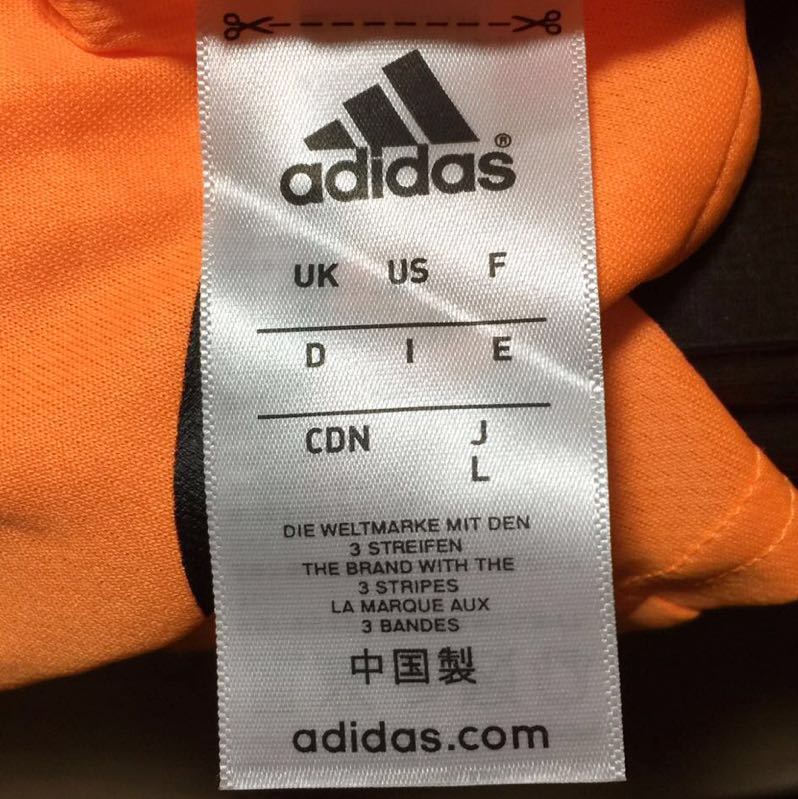 adidas®
UK US F
D I E
CDN J
L
DIE WELTMARKE MIT DEN
3 STREIFEN
THE BRAND WITH THE
3 STRIPES
LA MARQUE AUX
3 BANDES
中国製
adidas.com